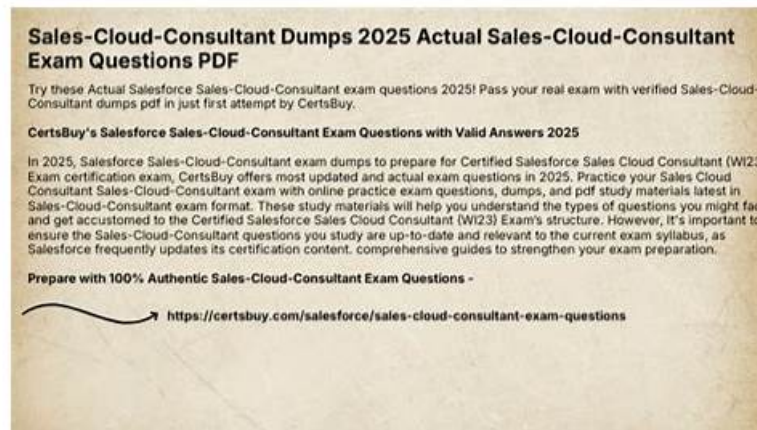 Sales-Cloud-Consultant Dumps 2025 Actual Sales-Cloud-Consultant
Exam Questions PDF
Try these Actual Salesforce Sales-Cloud-Consultant exam questions 2025! Pass your real exam with verified Sales-Cloud-
Consultant dumps pdf in just first attempt by CertsBuy.
CertsBuy's Salesforce Sales-Cloud-Consultant Exam Questions with Valid Answers 2025
In 2025, Salesforce Sales-Cloud-Consultant exam dumps to prepare for Certified Salesforce Sales Cloud Consultant (WI23
Exam certification exam, CertsBuy offers most updated and actual exam questions in 2025. Practice your Sales Cloud
Consultant Sales-Cloud-Consultant exam with online practice exam questions, dumps, and pdf study materials latest in
Sales-Cloud-Consultant exam format. These study materials will help you understand the types of questions you might fac
and get accustomed to the Certified Salesforce Sales Cloud Consultant (WI23) Exam's structure. However, it's important to
ensure the Sales-Cloud-Consultant questions you study are up-to-date and relevant to the current exam syllabus, as
Salesforce frequently updates its certification content. comprehensive guides to strengthen your exam preparation.
Prepare with 100% Authentic Sales-Cloud-Consultant Exam Questions -
https://certsbuy.com/salesforce/sales-cloud-consultant-exam-questions